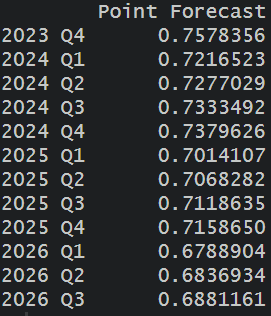 Point Forecast
2023 Q4 0.7578356
2024 Q1 0.7216523
2024 Q2 0.7277029
2024 Q3 0.7333492
2024 Q4 0.7379626
2025 Q1 0.7014107
2025 Q2 0.7068282
2025 Q3 0.7118635
2025 Q4 0.7158650
2026 Q1 0.6788904
2026 Q2 0.6836934
2026 Q3 0.6881161